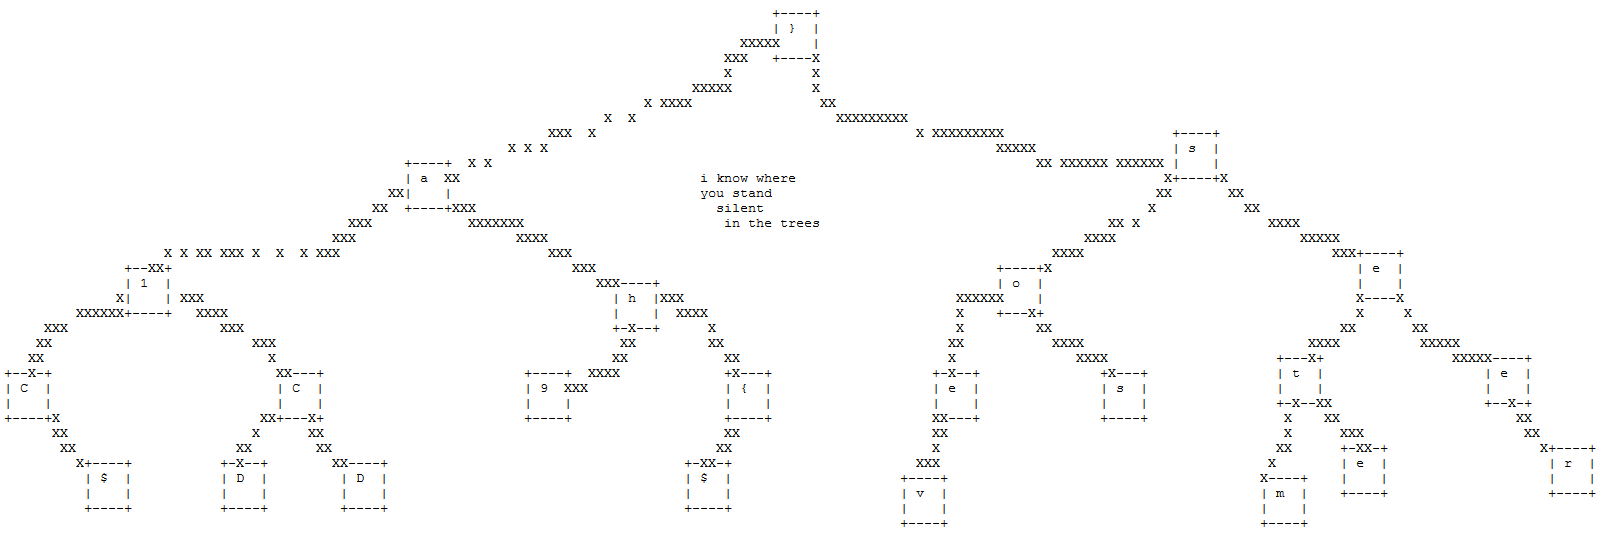 }
s
a
i know where
you stand
silent
in the trees
1
e
o
h
C
C
9
{
e
s
t
e
$
D
D
$
v
m
e
r